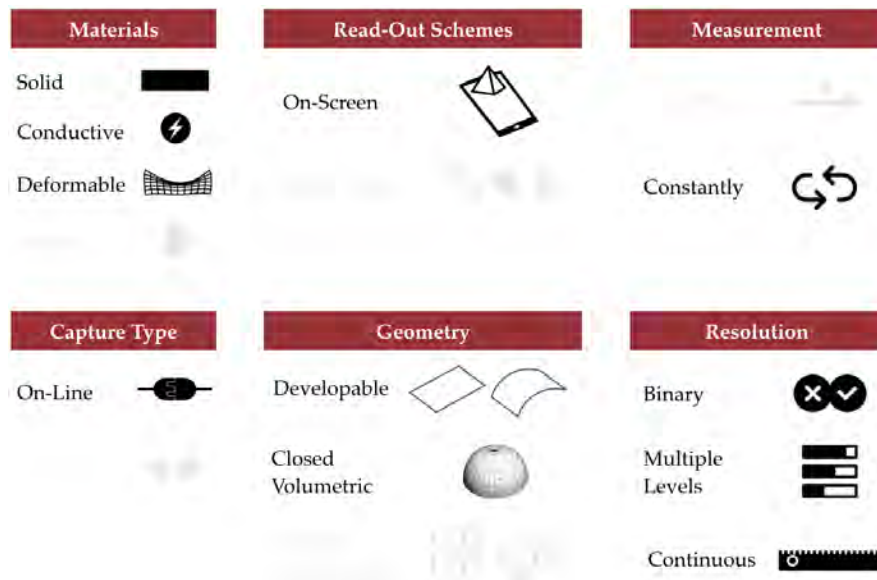 Materials
Solid
Conductive
Deformable
Read-Out Schemes
On-Screen
Measurement
Constantly
Capture Type
On-Line
Geometry
Developable
Closed
Volumetric
Resolution
Binary
Multiple
Levels
Continuous